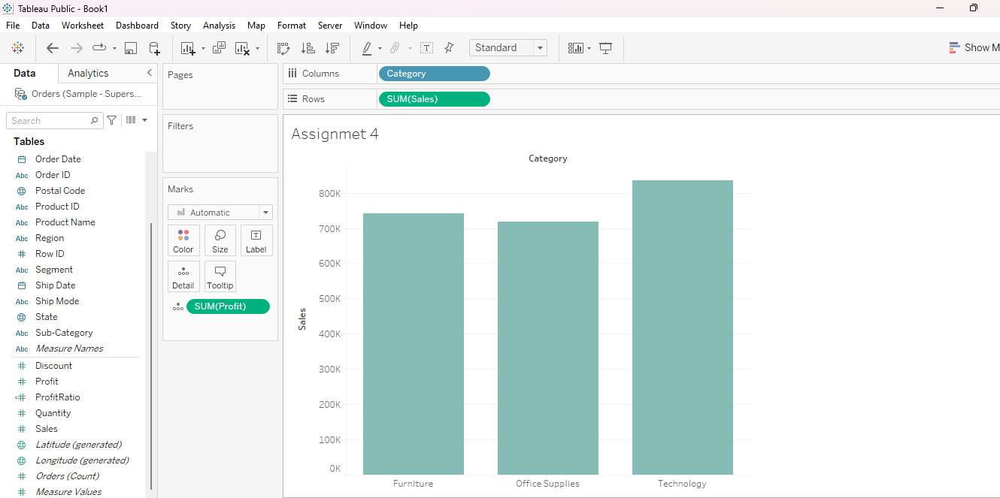 Tableau Public - Book1
File Data Worksheet Dashboard Story Analysis Map Format Server Window Help
Standard
Show M
Data Analytics
Orders (Sample - Supers...
Search
Tables
Order Date
Abc Order ID
Postal Code
Abc Product ID
Abc Product Name
Abc Region
Row ID
Abc Segment
Ship Date
Abc Ship Mode
State
Abc Sub-Category
Abc Measure Names
Discount
Profit
ProfitRatio
Quantity
Sales
Latitude (generated)
Longitude (generated)
Orders (Count)
Measure Values
Pages
Filters
Marks
Automatic
Color Size Label
Detail Tooltip
SUM(Profit)
Columns Category
Rows SUM(Sales)
Assignmet 4
Category
Sales
800K
700K
600K
500K
400K
300K
200K
100K
0K
Furniture Office Supplies Technology